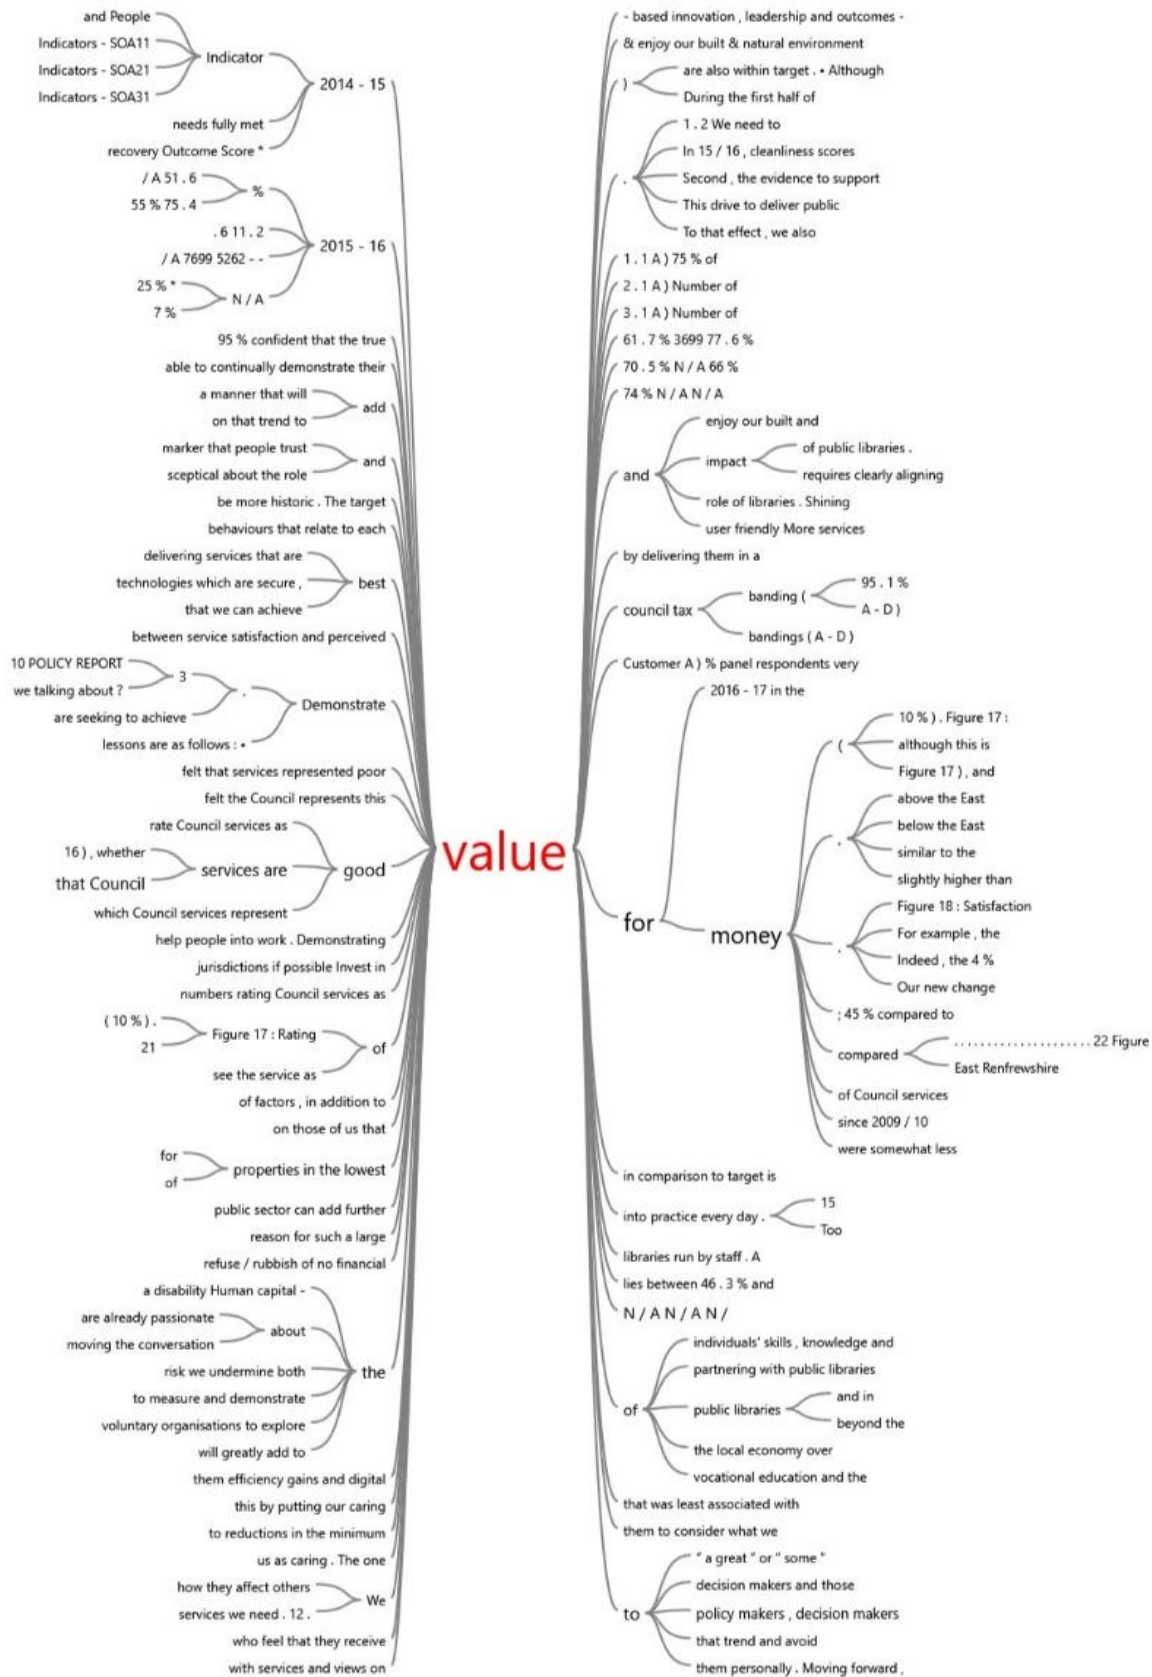 and People
Indicators - SOA11
Indicators - SOA21
Indicators - SOA31
Indicator
needs fully met
recovery Outcome Score *
2014 - 15
/ A 51 . 6
55 % 75 . 4
%
. 6 11 . 2
/ A 7699 5262 - -
25 % *
7 %
N / A
2015 - 16
95 % confident that the true
able to continually demonstrate their
a manner that will
on that trend to
add
marker that people trust
sceptical about the role
and
be more historic . The target
behaviours that relate to each
delivering services that are
technologies which are secure ,
that we can achieve
best
between service satisfaction and perceived
10 POLICY REPORT
we talking about ?
3
are seeking to achieve
.
lessons are as follows : •
Demonstrate
felt that services represented poor
felt the Council represents this
rate Council services as
16 ) , whether
that Council
services are
which Council services represent
good
help people into work . Demonstrating
jurisdictions if possible Invest in
numbers rating Council services as
( 10 % ) .
21
Figure 17 : Rating
see the service as
of
of factors , in addition to
on those of us that
for
of
properties in the lowest
public sector can add further
reason for such a large
refuse / rubbish of no financial
a disability Human capital -
are already passionate
moving the conversation
about
risk we undermine both
to measure and demonstrate
voluntary organisations to explore
will greatly add to
the
them efficiency gains and digital
this by putting our caring
to reductions in the minimum
us as caring . The one
how they affect others
services we need . 12 .
We
who feel that they receive
with services and views on
value
- based innovation , leadership and outcomes -
& enjoy our built & natural environment
)
are also within target . • Although
During the first half of
.
1 . 2 We need to
In 15 / 16 , cleanliness scores
Second , the evidence to support
This drive to deliver public
To that effect , we also
1 . 1 A ) 75 % of
2 . 1 A ) Number of
3 . 1 A ) Number of
61 . 7 % 3699 77 . 6 %
70 . 5 % N / A 66 %
74 % N / A N / A
and
enjoy our built and
impact
of public libraries .
requires clearly aligning
role of libraries . Shining
user friendly More services
by delivering them in a
council tax
banding (
95 . 1 %
A - D )
bandings ( A - D )
Customer A ) % panel respondents very
for
2016 - 17 in the
money
(
10 % ) . Figure 17 :
although this is
Figure 17 ) , and
,
above the East
below the East
similar to the
slightly higher than
.
Figure 18 : Satisfaction
For example , the
Indeed , the 4 %
Our new change
; 45 % compared to
compared
. . . . . . . . . . . . . . . . . . . . . 22 Figure
East Renfrewshire
of Council services
since 2009 / 10
were somewhat less
in comparison to target is
into practice every day .
15
Too
libraries run by staff . A
lies between 46 . 3 % and
N / A N / A N /
of
individuals' skills , knowledge and
partnering with public libraries
public libraries
and in
beyond the
the local economy over
vocational education and the
that was least associated with
them to consider what we
to
" a great " or " some "
decision makers and those
policy makers , decision makers
that trend and avoid
them personally . Moving forward ,